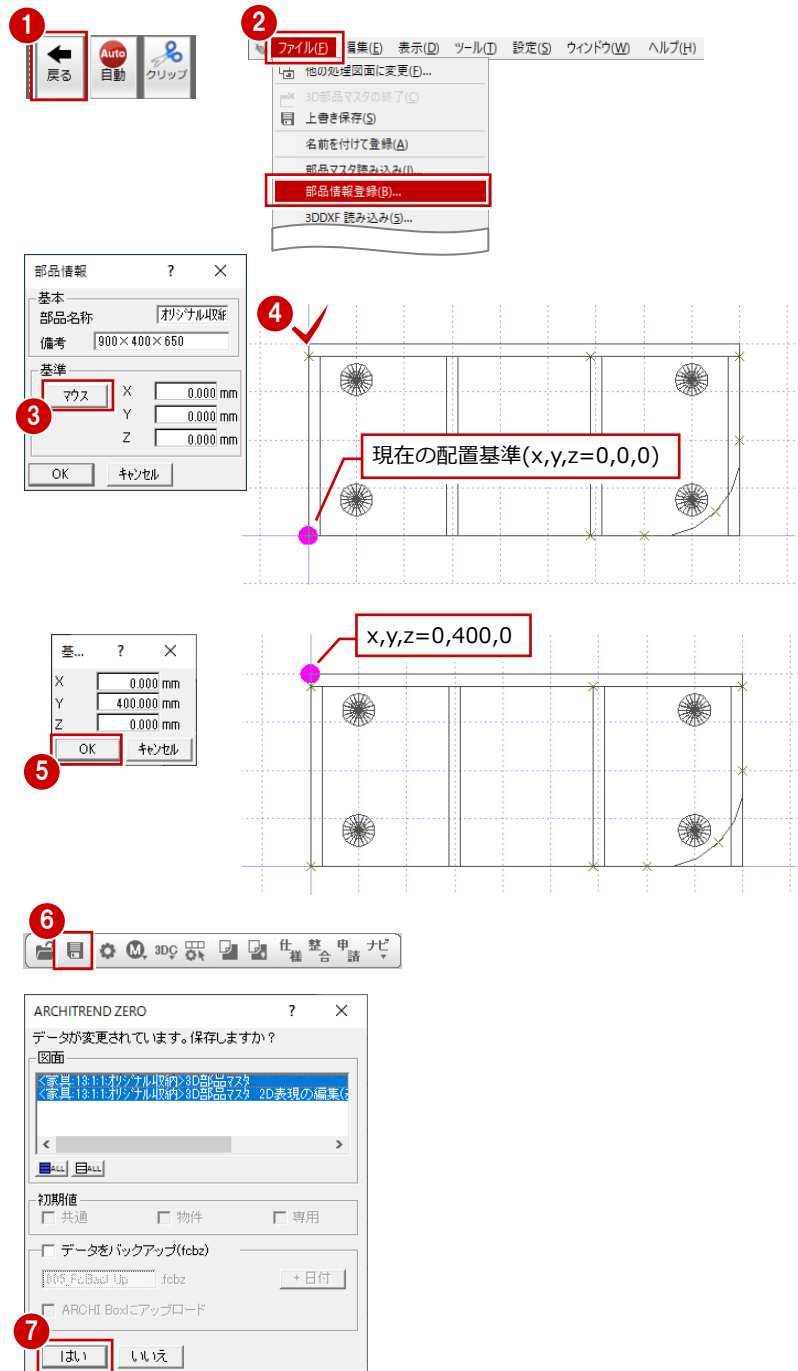 1
戻る
Auto
自動
クリップ
2
ファイル(F) 編集(E) 表示(D) ツール(T) 設定(S) ウィンドウ(W) ヘルプ(H)
他の処理図面に変更(F)...
3D部品マスタの終了(C)
上書き保存(S)
名前を付けて登録(A)
部品マスタ読み込み(I)...
部品情報登録(B)...
3DDXF 読み込み(5)...
部品情報 ? ×
基本
部品名称 オリジナル収納
備考 900×400×650
基準
3
マウス X 0.000 mm
Y 0.000 mm
Z 0.000 mm
OK キャンセル
4
現在の配置基準(x,y,z=0,0,0)
基... ? ×
X 0.000 mm
Y 400.000 mm
Z 0.000 mm
OK キャンセル
5
x,y,z=0,400,0
6
M 3DC 仕様 整合 申請 ナビ
ARCHITREND ZERO ? ×
データが変更されています。保存しますか?
図面
<家具:13:1:1:オリジナル収納>3D部品マスタ
<家具:13:1:1:オリジナル収納>3D部品マスタ 2D表現の編集(
ALL ALL
初期値
共通 物件 専用
データをバックアップ(fcbz)
.fcbz +日付
ARCHI Boxにアップロード
7
はい いいえ